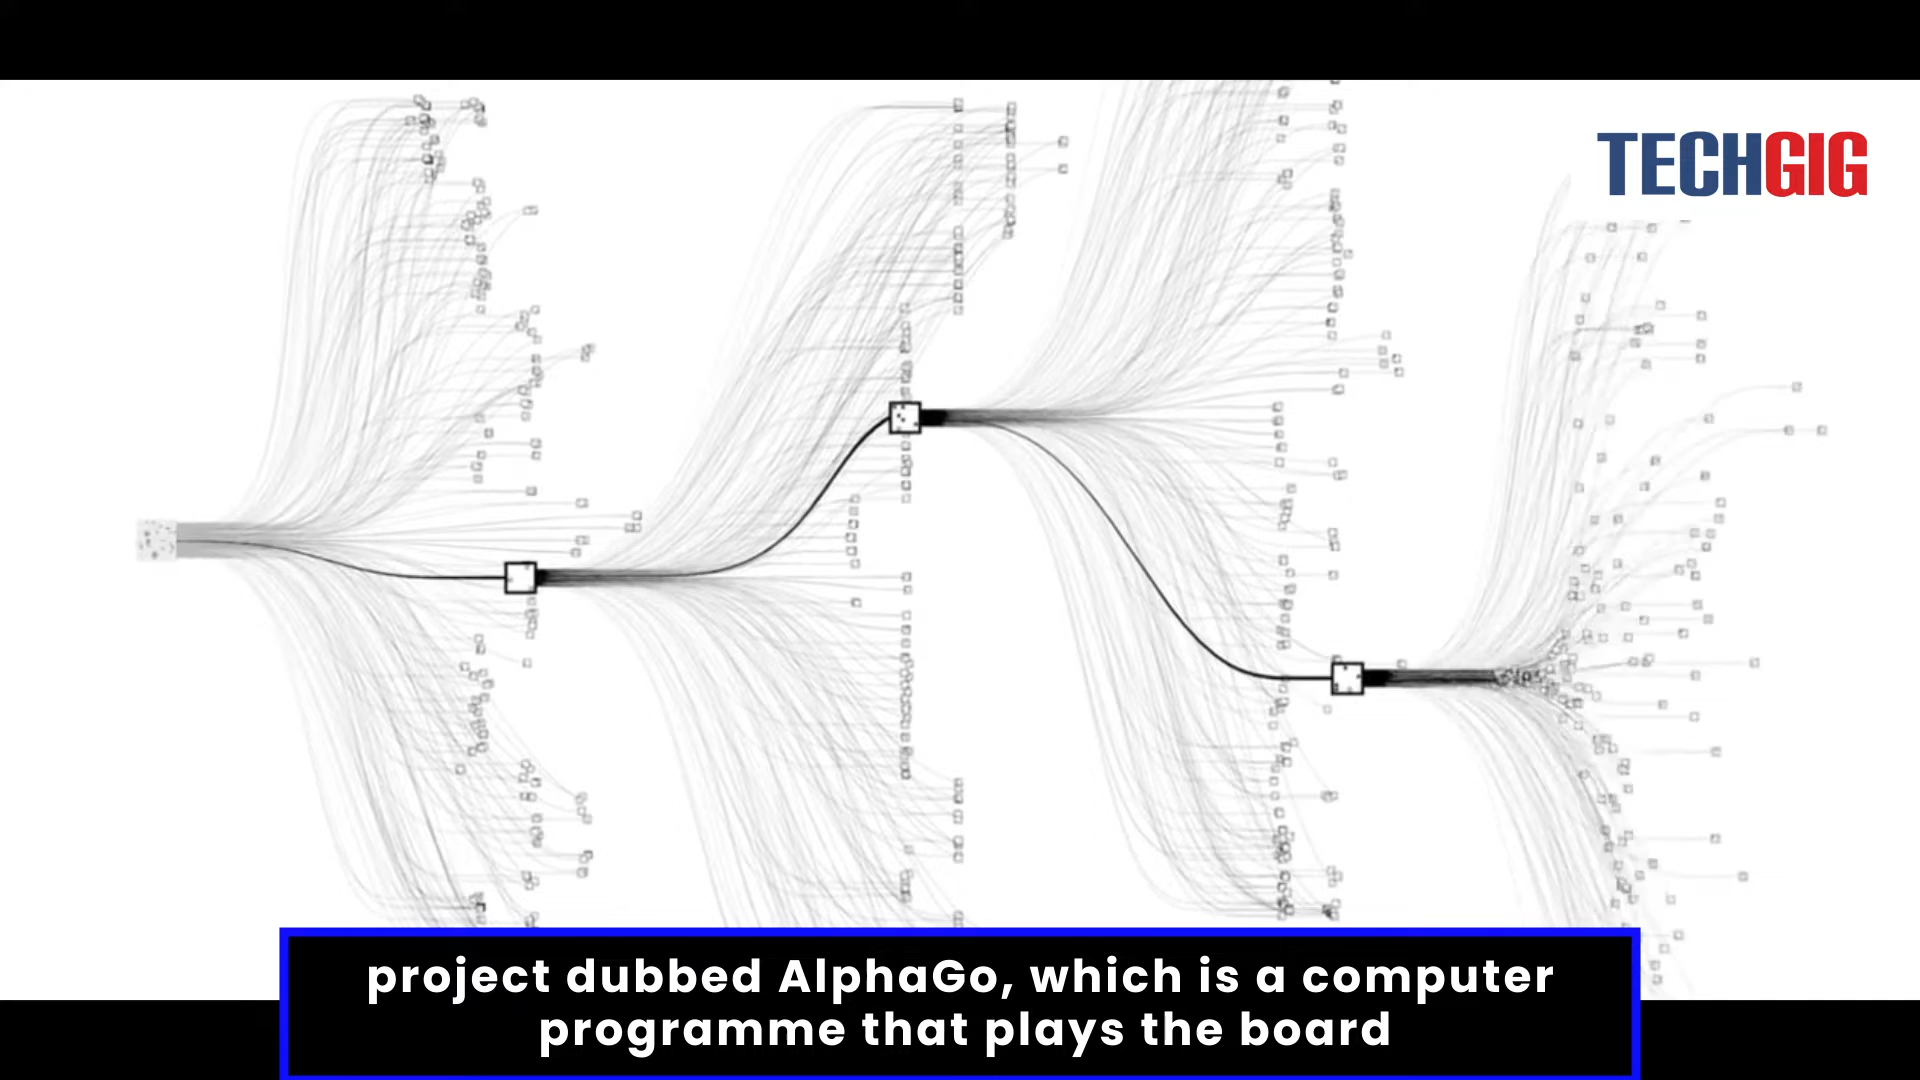 TECHGIG
project dubbed AlphaGo, which is a computer
programme that plays the board